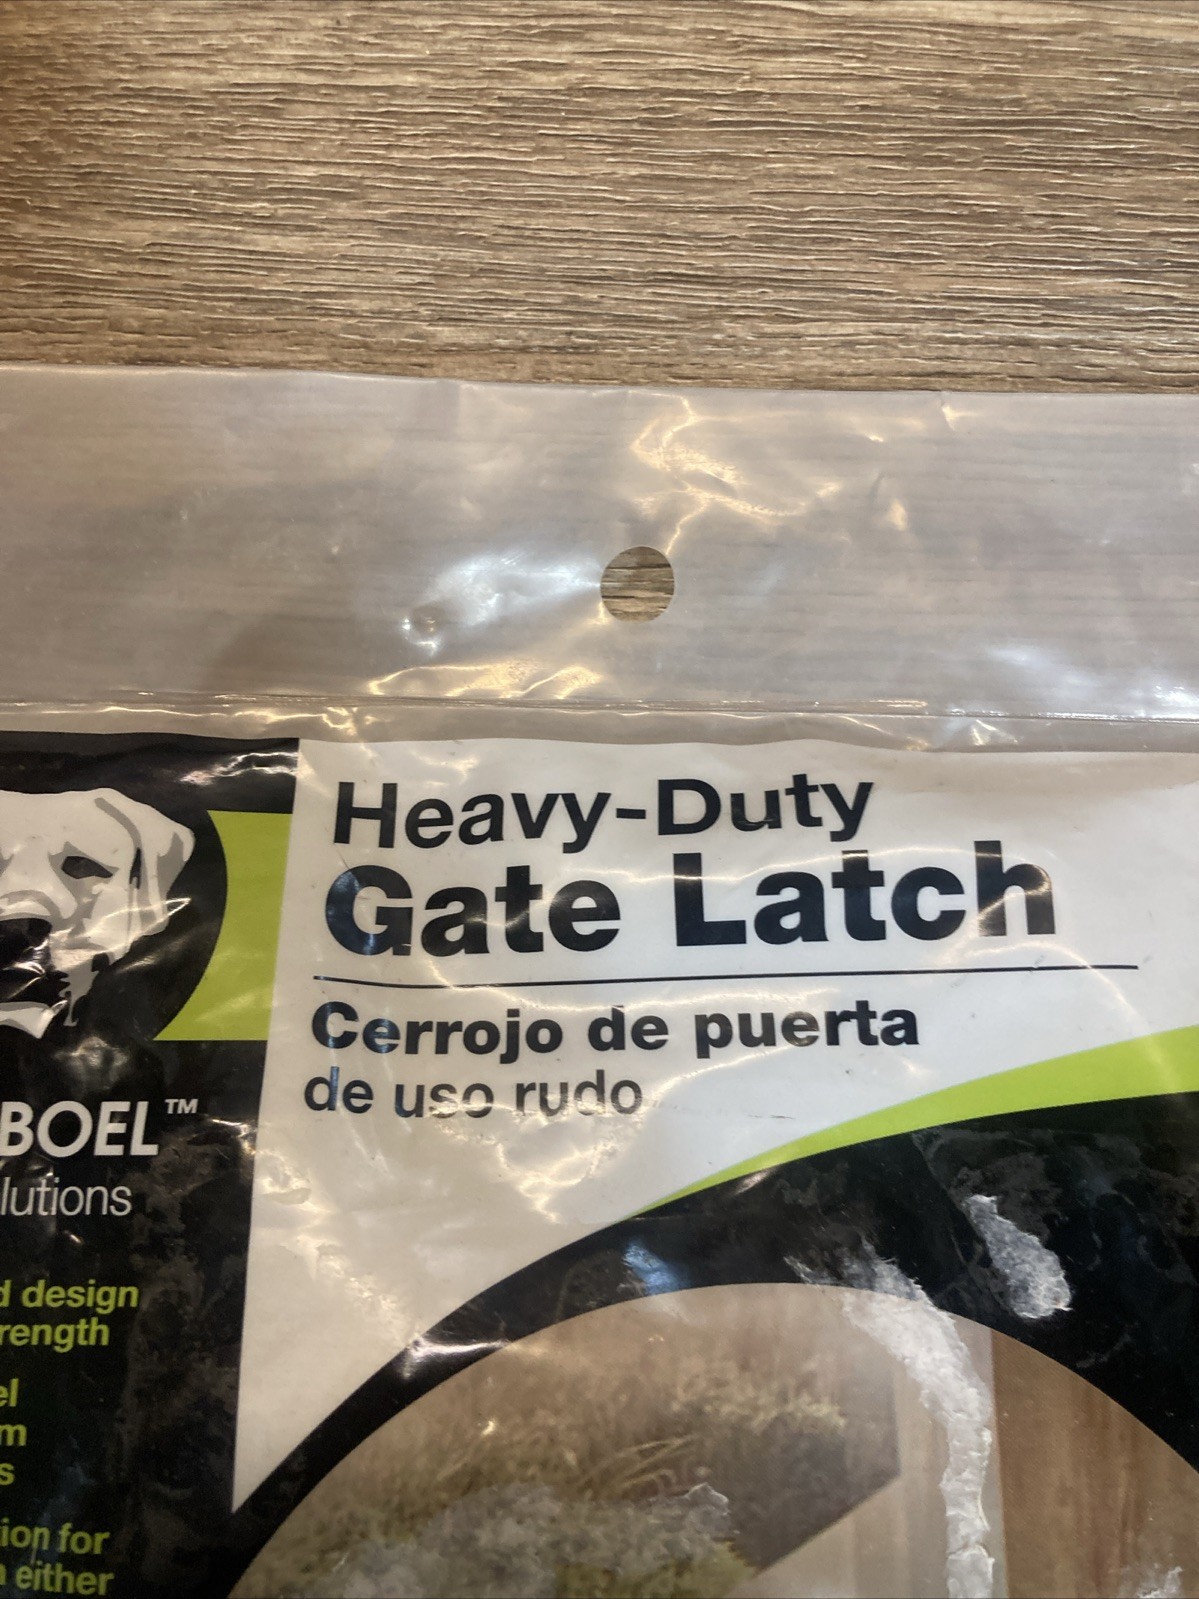 Heavy-Duty
Gate Latch
Cerrojo de puerta
de uso rudo
BOEL™
lutions
d design
rength
el
m
s
ion for
either